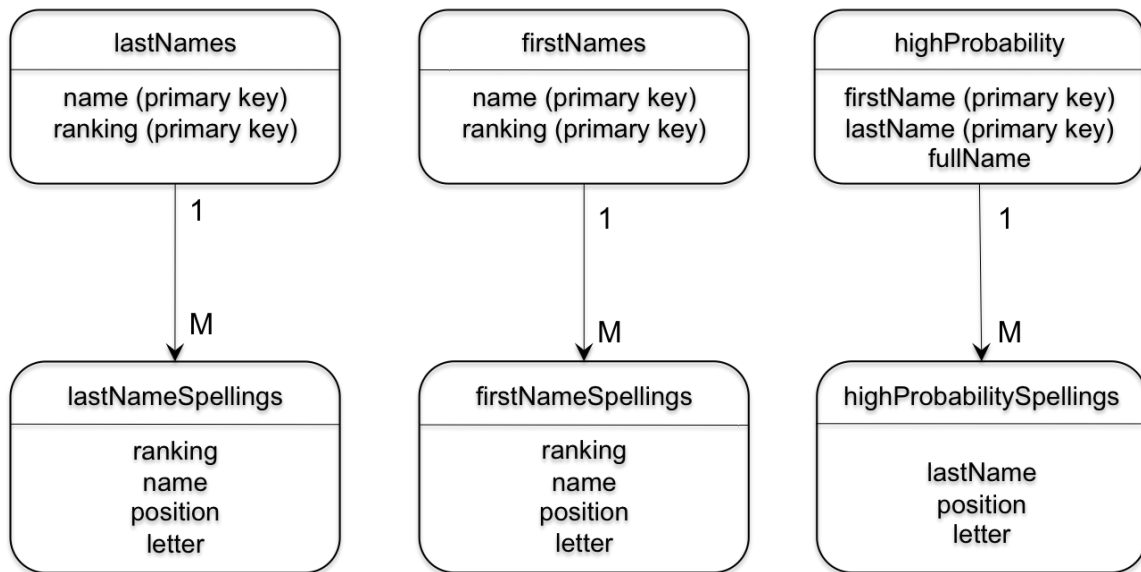 lastNames
name (primary key)
ranking (primary key)
firstNames
name (primary key)
ranking (primary key)
highProbability
firstName (primary key)
lastName (primary key)
fullName
1
M
1
M
1
M
lastNameSpellings
ranking
name
position
letter
firstNameSpellings
ranking
name
position
letter
highProbabilitySpellings
lastName
position
letter